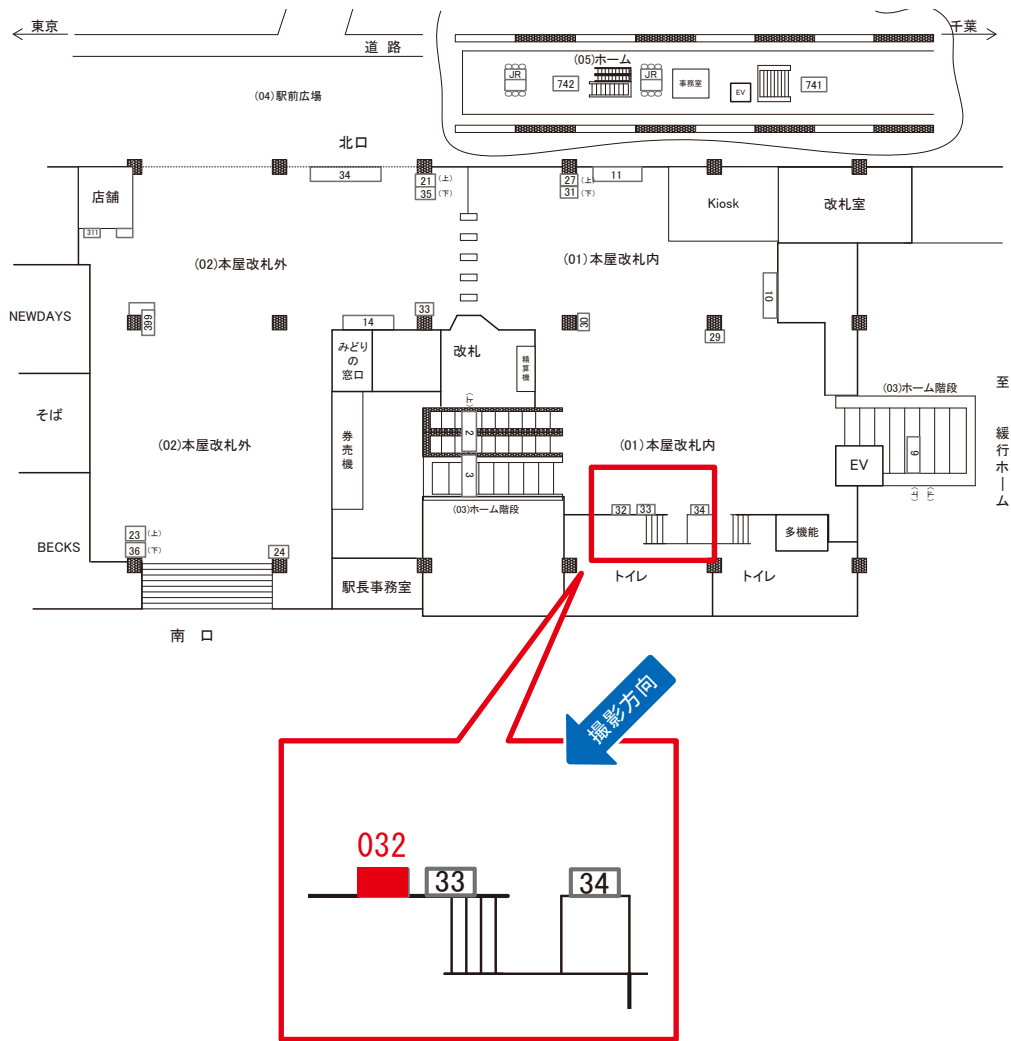 東京
千葉
道 路
(05)ホーム
JR
742
JR
事務室
EV
741
(04)駅前広場
北口
34
21 (上)
35 (下)
27 (上)
31 (下)
11
店舗
311
Kiosk
改札室
(02)本屋改札外
(01)本屋改札内
10
NEWDAYS
399
14
33
30
29
みどり
の
窓口
改札
精算機
(03)ホーム階段
至 緩行ホーム
そば
(02)本屋改札外
券売機
(上)
2
3
(01)本屋改札内
EV
9
(上)
(下)
(03)ホーム階段
32
33
34
多機能
23 (上)
36 (下)
24
BECKS
駅長事務室
トイレ
トイレ
南 口
撮影方向
032
33
34